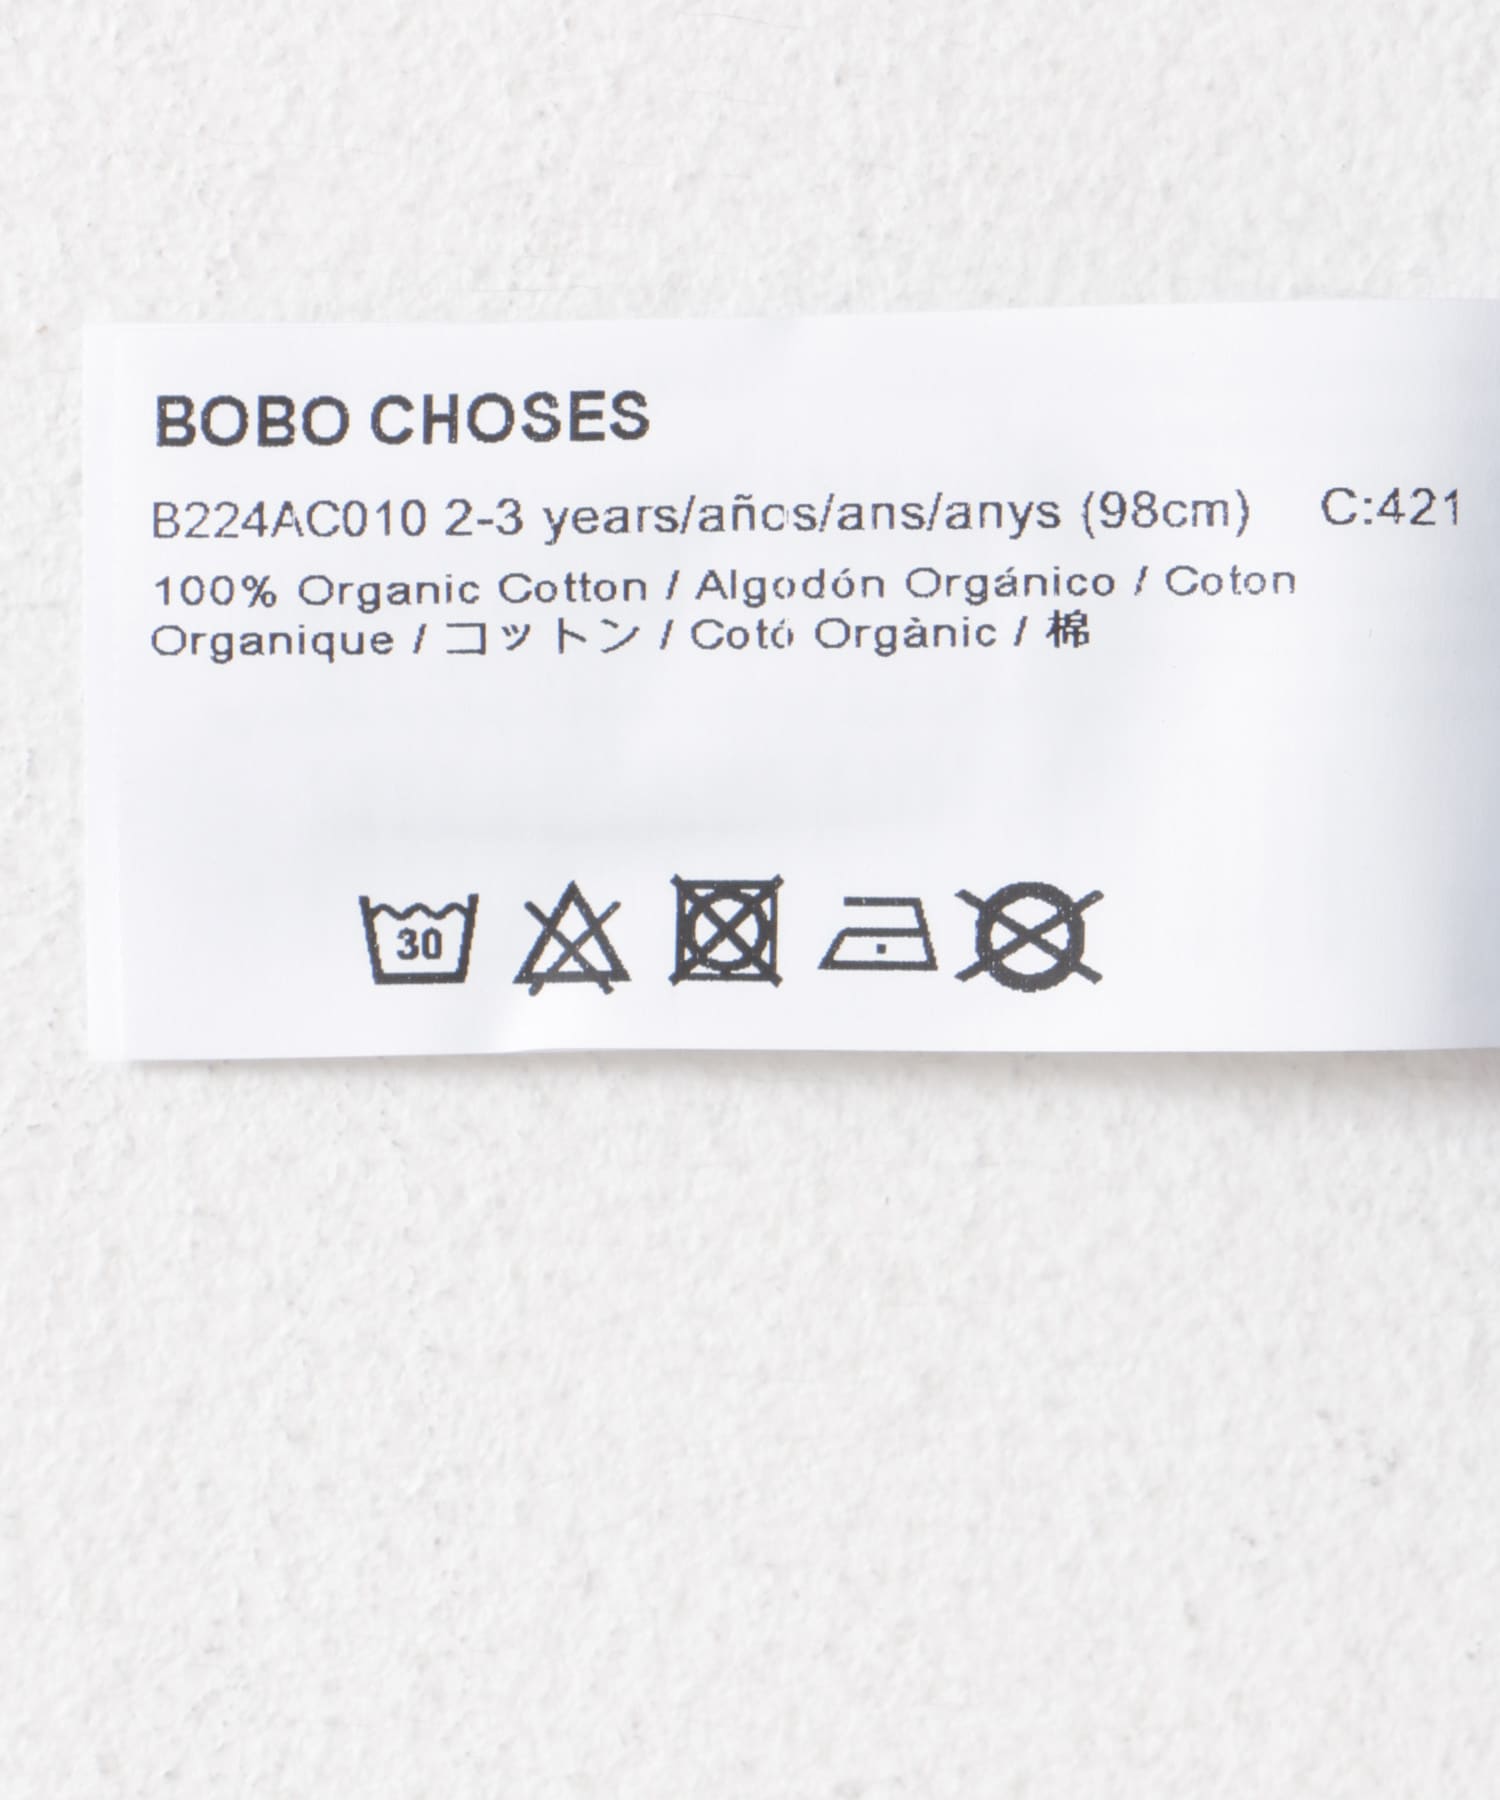 BOBO CHOSES
B224AC010 2-3 years/años/ans/anys (98cm) C:421
100% Organic Cotton / Algodón Orgánico / Coton
Organique / コットン / Cotó Orgànic / 棉
30